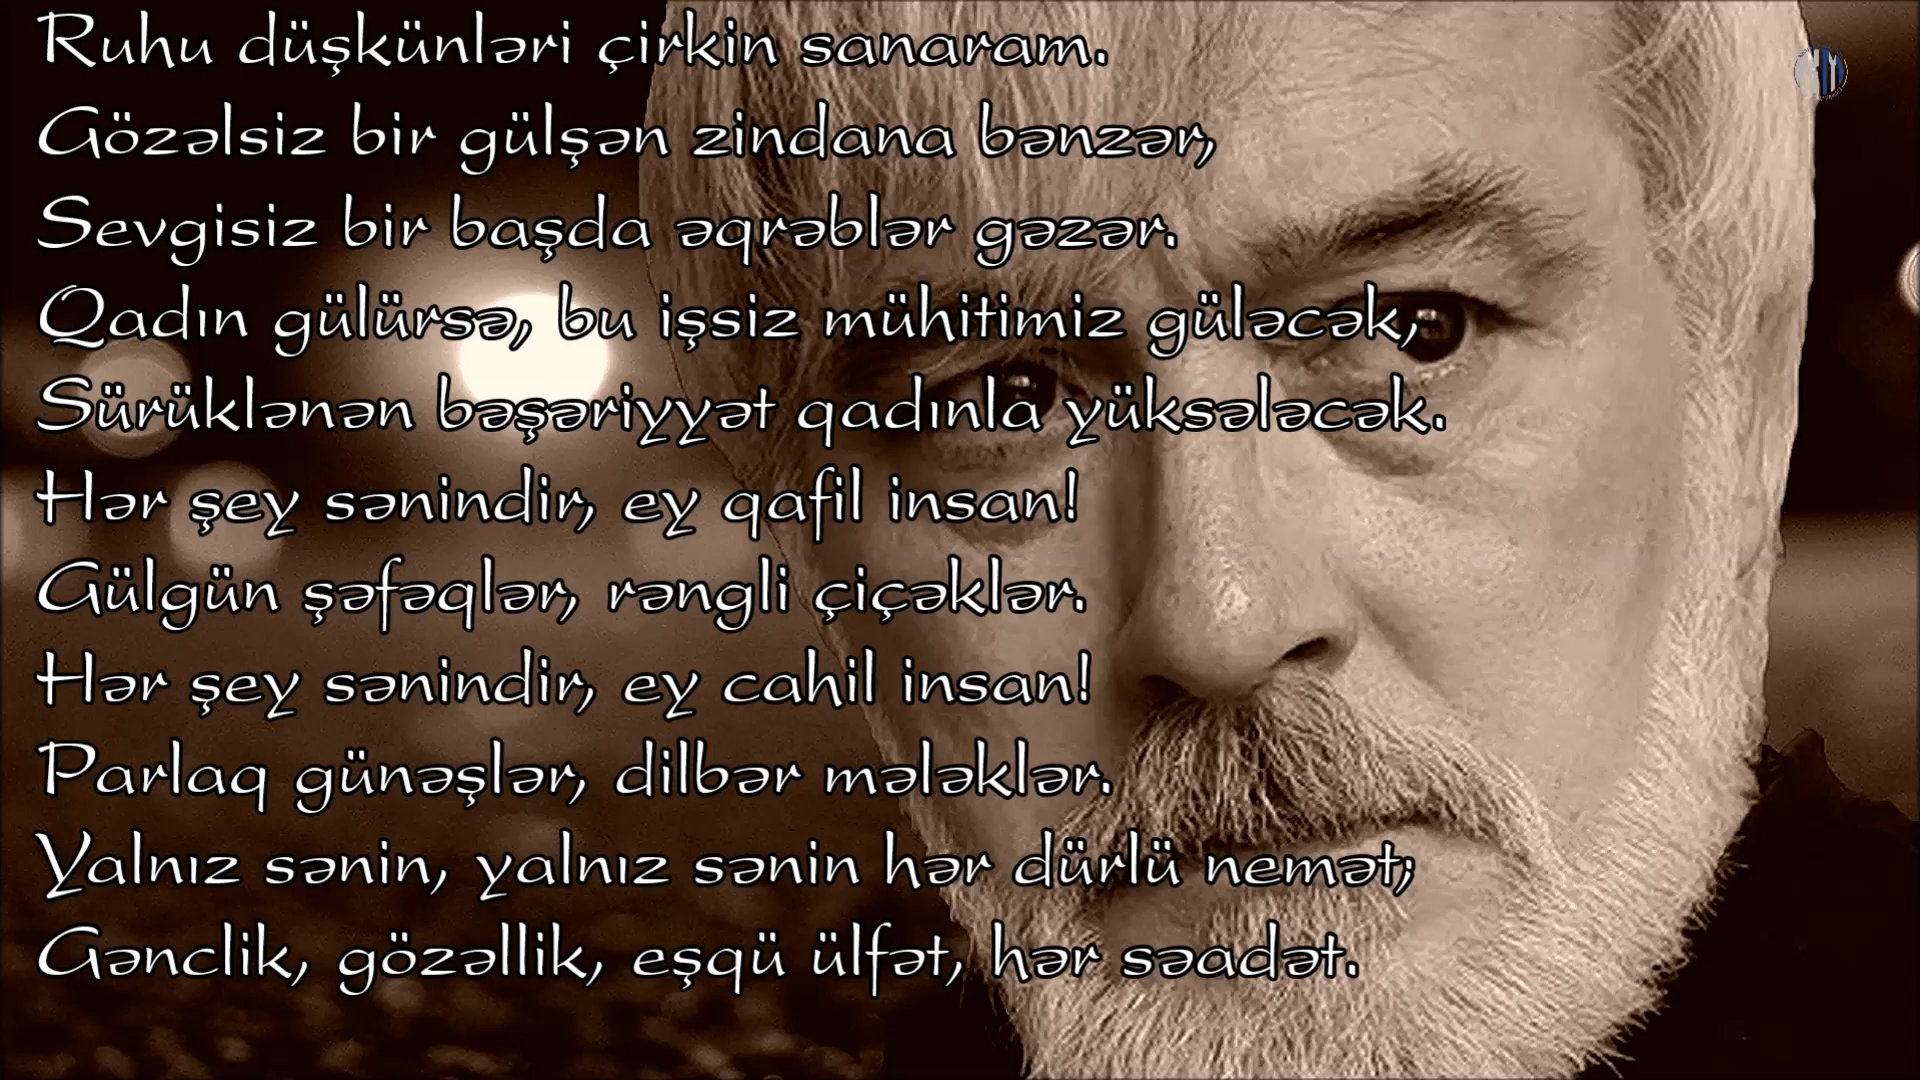 Ruhu düşkünləri çirkin sanaram.
Gözəlsiz bir gülşən zindana bənzər,
Sevgisiz bir başda əqrəblər gəzər.
Qadın gülürsə, bu işsiz mühitimiz güləcək,
Sürüklənən bəşəriyyət qadınla yüksələcək.
Hər şey sənindir, ey qafil insan!
Gülgün şəfəqlər, rəngli çiçəklər.
Hər şey sənindir, ey cahil insan!
Parlaq günəşlər, dilbər mələklər.
Yalnız sənin, yalnız sənin hər dürlü nemət;
Gənclik, gözəllik, eşqü ülfət, hər səadət.